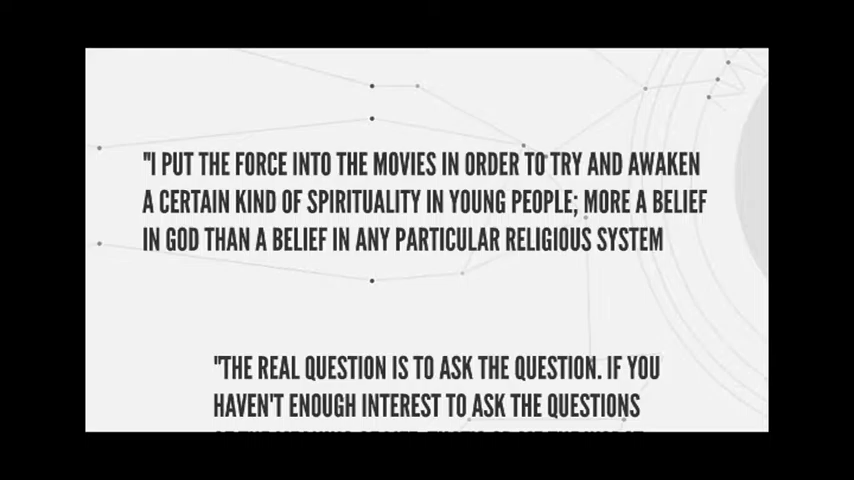 "I PUT THE FORCE INTO THE MOVIES IN ORDER TO TRY AND AWAKEN
A CERTAIN KIND OF SPIRITUALITY IN YOUNG PEOPLE; MORE A BELIEF
IN GOD THAN A BELIEF IN ANY PARTICULAR RELIGIOUS SYSTEM
"THE REAL QUESTION IS TO ASK THE QUESTION. IF YOU
HAVEN'T ENOUGH INTEREST TO ASK THE QUESTIONS